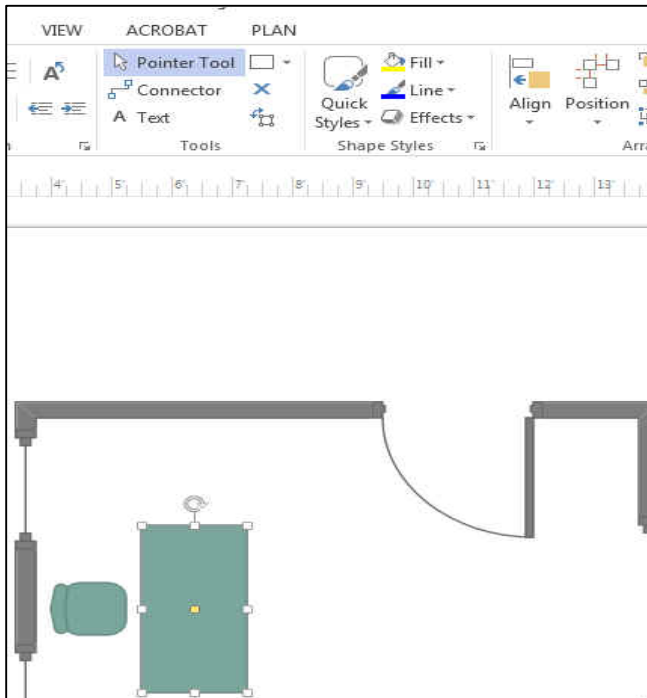 VIEW ACROBAT PLAN
Pointer Tool
Connector
A Text
Tools
Quick
Styles
Fill
Line
Effects
Shape Styles
Align Position
Arra
4' 5' 6' 7' 8' 9' 10' 11' 12' 13'